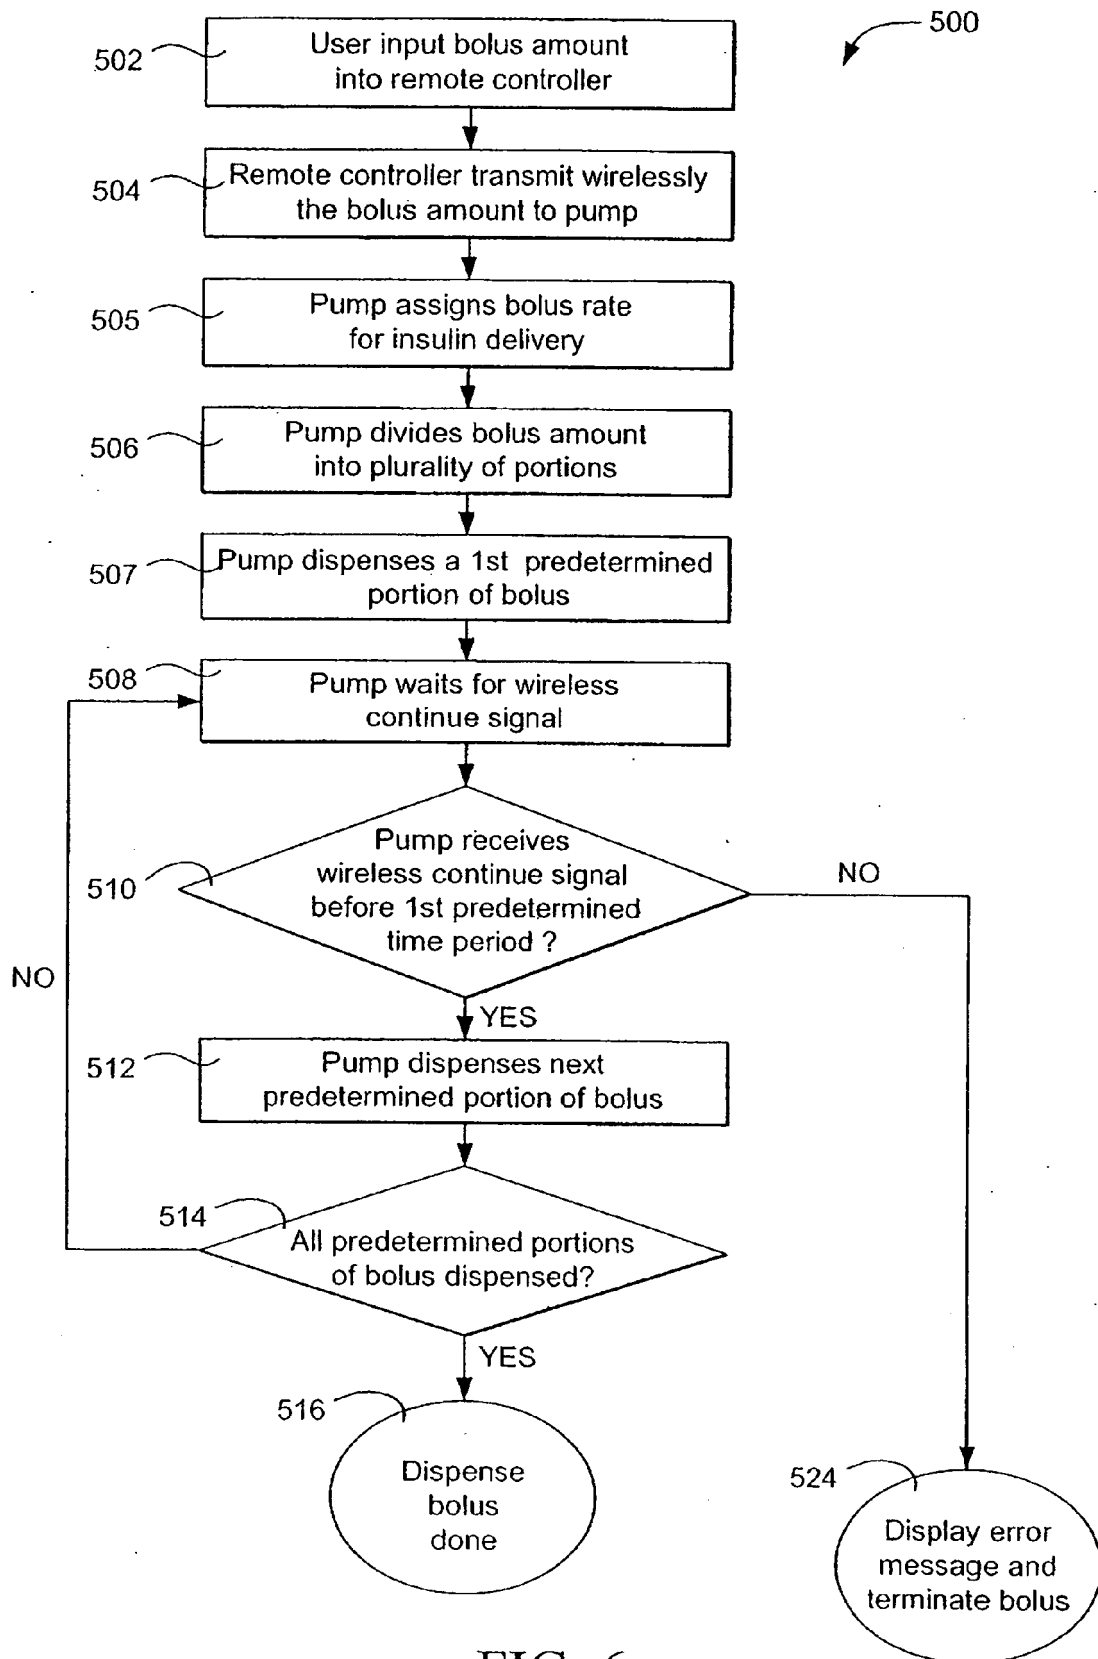 500
502
User input bolus amount
into remote controller
504
Remote controller transmit wirelessly
the bolus amount to pump
505
Pump assigns bolus rate
for insulin delivery
506
Pump divides bolus amount
into plurality of portions
507
Pump dispenses a 1st predetermined
portion of bolus
508
Pump waits for wireless
continue signal
510
Pump receives
wireless continue signal
before 1st predetermined
time period ?
NO
NO
YES
512
Pump dispenses next
predetermined portion of bolus
514
All predetermined portions
of bolus dispensed?
YES
516
Dispense
bolus
done
524
Display error
message and
terminate bolus
FIG. 6